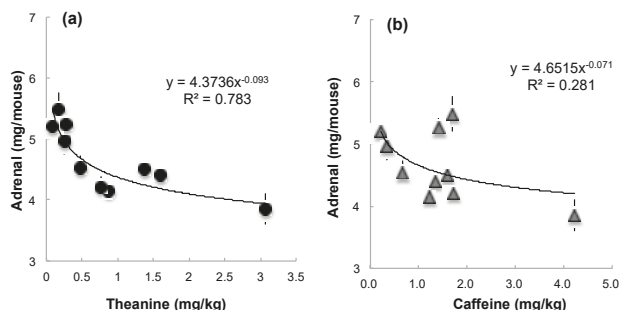 (a)
y = 4.3736x^-0.093
R² = 0.783
Adrenal (mg/mouse)
6
5
4
3
0 0.5 1 1.5 2 2.5 3 3.5
Theanine (mg/kg)
(b)
y = 4.6515x^-0.071
R² = 0.281
Adrenal (mg/mouse)
6
5
4
3
0.0 1.0 2.0 3.0 4.0 5.0
Caffeine (mg/kg)